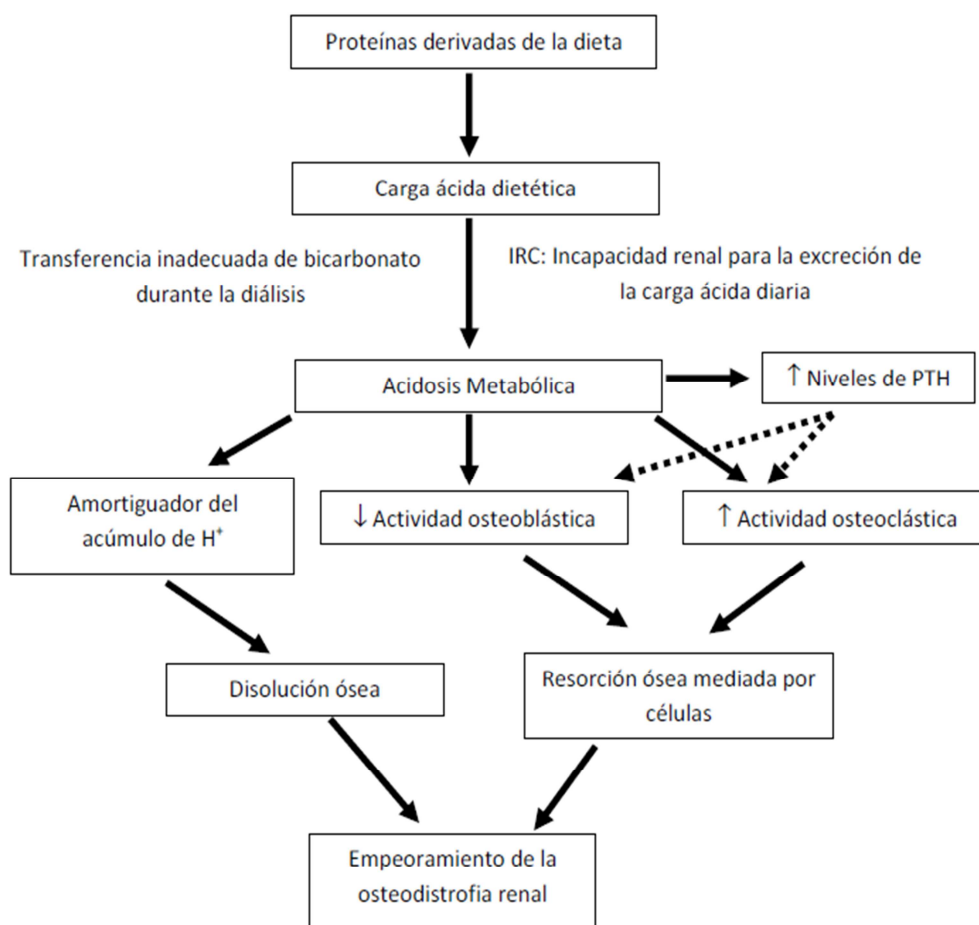 Proteínas derivadas de la dieta
Carga ácida dietética
Transferencia inadecuada de bicarbonato
durante la diálisis
IRC: Incapacidad renal para la excreción de
la carga ácida diaria
Acidosis Metabólica
↑ Niveles de PTH
Amortiguador del
acúmulo de H⁺
↓ Actividad osteoblástica
↑ Actividad osteoclástica
Disolución ósea
Resorción ósea mediada por
células
Empeoramiento de la
osteodistrofia renal